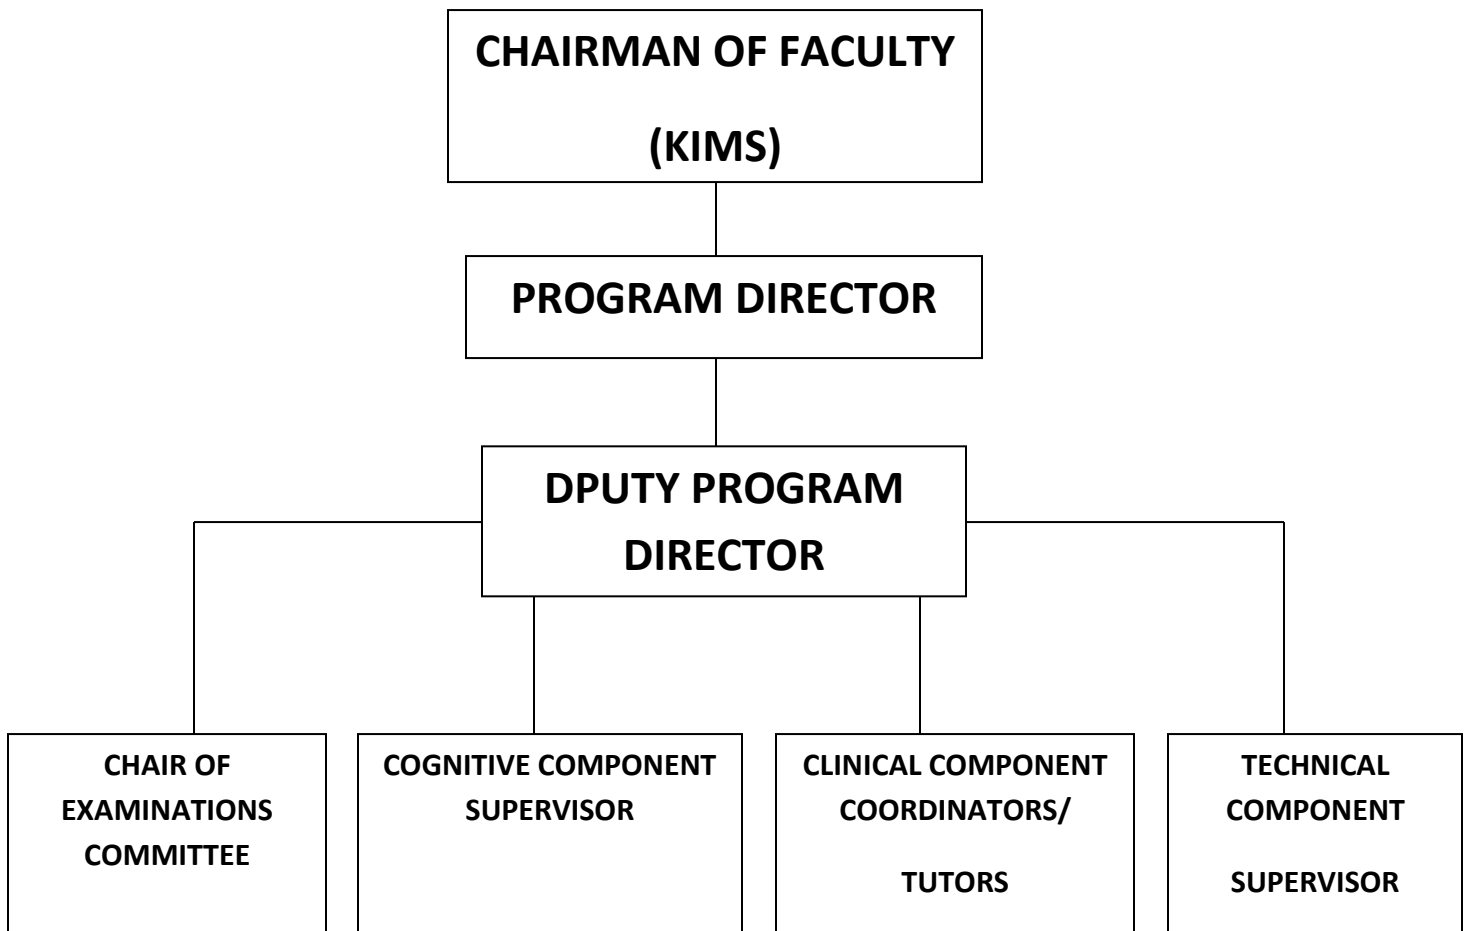 CHAIRMAN OF FACULTY
(KIMS)
PROGRAM DIRECTOR
DPUTY PROGRAM
DIRECTOR
CHAIR OF
EXAMINATIONS
COMMITTEE
COGNITIVE COMPONENT
SUPERVISOR
CLINICAL COMPONENT
COORDINATORS/
TUTORS
TECHNICAL
COMPONENT
SUPERVISOR